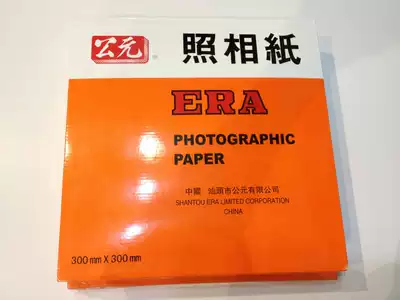 公元® 照相紙
ERA
PHOTOGRAPHIC
PAPER
中國 汕頭市公元有限公司
SHANTOU ERA LIMITED CORPORATION
CHINA
300mm X 300mm